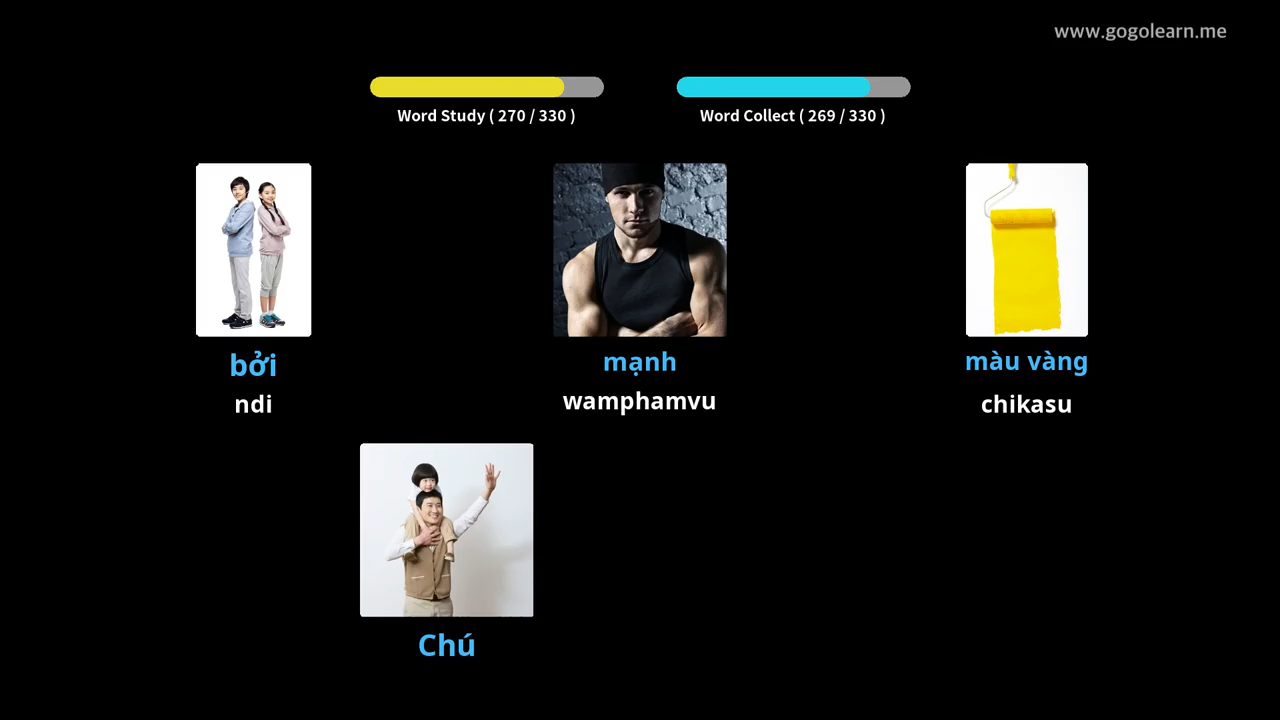 www.gogolearn.me
Word Study ( 270 / 330 )
Word Collect ( 269 / 330 )
bởi
ndi
mạnh
wamphamvu
màu vàng
chikasu
Chú